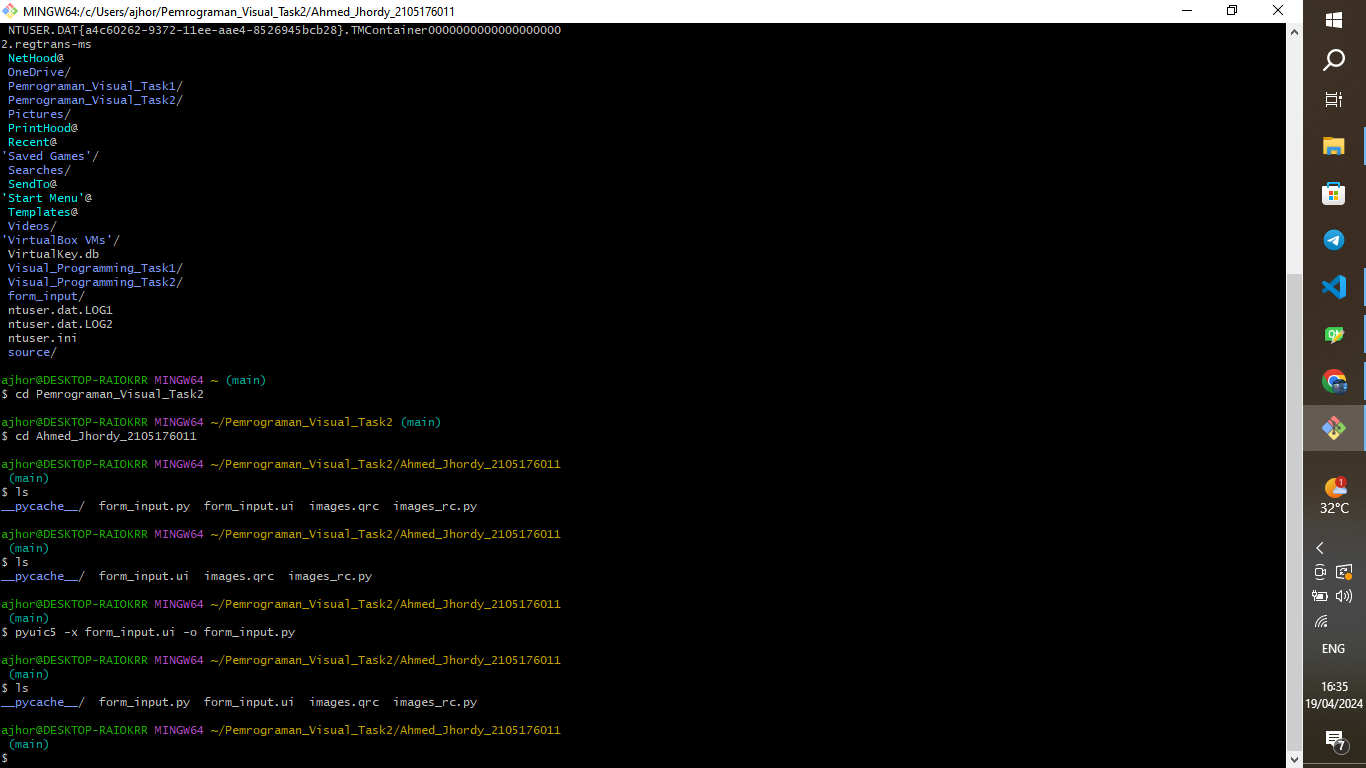 MINGW64:/c/Users/ajhor/Pemrograman_Visual_Task2/Ahmed_Jhordy_2105176011
NTUSER.DAT{a4c60262-9372-11ee-aae4-8526945bcb28}.TMContainer0000000000000000000
2.regtrans-ms
NetHood@
OneDrive/
Pemrograman_Visual_Task1/
Pemrograman_Visual_Task2/
Pictures/
PrintHood@
Recent@
'Saved Games'/
Searches/
SendTo@
'Start Menu'@
Templates@
Videos/
'VirtualBox VMs'/
VirtualKey.db
Visual_Programming_Task1/
Visual_Programming_Task2/
form_input/
ntuser.dat.LOG1
ntuser.dat.LOG2
ntuser.ini
source/
ajhor@DESKTOP-RAIOKRR MINGW64 ~ (main)
$ cd Pemrograman_Visual_Task2
ajhor@DESKTOP-RAIOKRR MINGW64 ~/Pemrograman_Visual_Task2 (main)
$ cd Ahmed_Jhordy_2105176011
ajhor@DESKTOP-RAIOKRR MINGW64 ~/Pemrograman_Visual_Task2/Ahmed_Jhordy_2105176011
(main)
$ ls
__pycache__/  form_input.py  form_input.ui  images.qrc  images_rc.py
ajhor@DESKTOP-RAIOKRR MINGW64 ~/Pemrograman_Visual_Task2/Ahmed_Jhordy_2105176011
(main)
$ ls
__pycache__/  form_input.ui  images.qrc  images_rc.py
ajhor@DESKTOP-RAIOKRR MINGW64 ~/Pemrograman_Visual_Task2/Ahmed_Jhordy_2105176011
(main)
$ pyuic5 -x form_input.ui -o form_input.py
ajhor@DESKTOP-RAIOKRR MINGW64 ~/Pemrograman_Visual_Task2/Ahmed_Jhordy_2105176011
(main)
$ ls
__pycache__/  form_input.py  form_input.ui  images.qrc  images_rc.py
ajhor@DESKTOP-RAIOKRR MINGW64 ~/Pemrograman_Visual_Task2/Ahmed_Jhordy_2105176011
(main)
$
1
32°C
ENG
16:35
19/04/2024
7